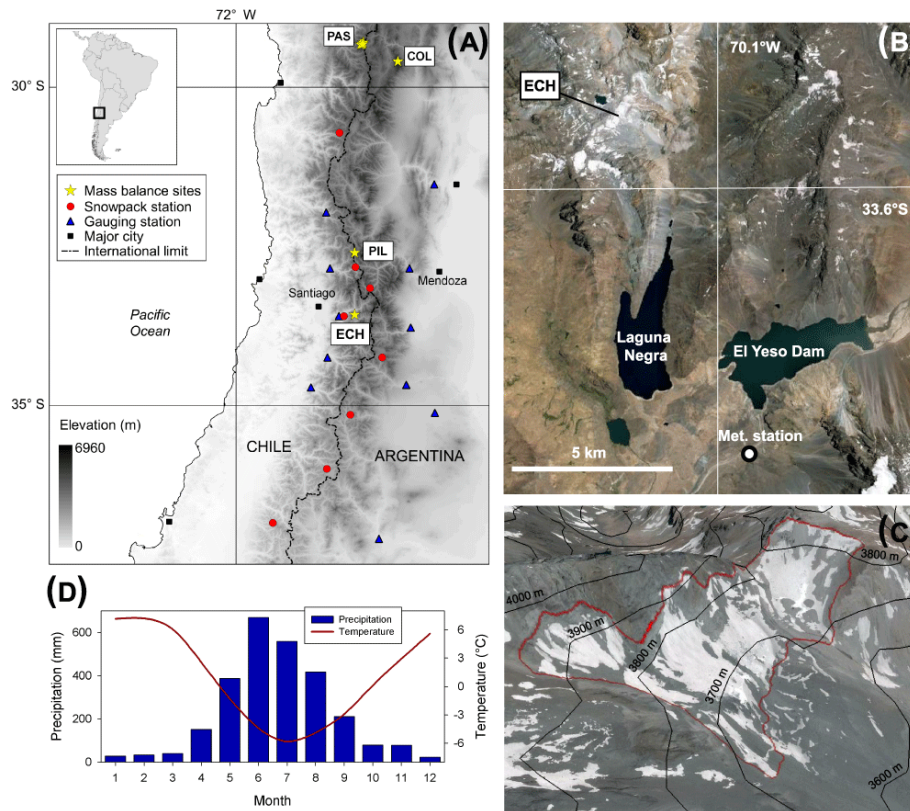 72° W
(A)
PAS
COL
30° S
Mass balance sites
Snowpack station
Gauging station
Major city
International limit
PIL
Santiago
Mendoza
Pacific
Ocean
ECH
35° S
Elevation (m)
6960
0
CHILE
ARGENTINA
(B)
70.1°W
ECH
33.6°S
Laguna
Negra
El Yeso Dam
Met. station
5 km
(C)
3800 m
4000 m
3900 m
3800 m
3700 m
3600 m
(D)
Precipitation
Temperature
Precipitation (mm)
600
400
200
0
Temperature (°C)
6
3
0
-3
-6
1 2 3 4 5 6 7 8 9 10 11 12
Month